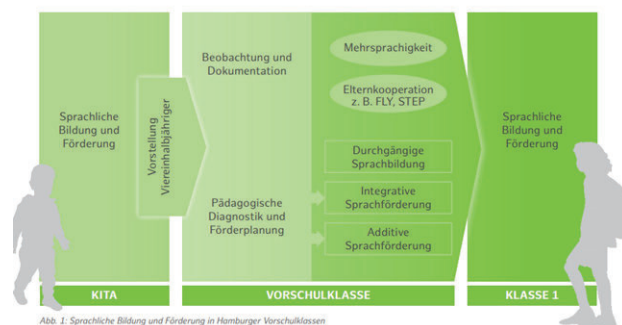 Sprachliche
Bildung und
Förderung
Vorstellung
Viereinhalbjähriger
Beobachtung und
Dokumentation
Pädagogische
Diagnostik und
Förderplanung
Mehrsprachigkeit
Elternkooperation
z. B. FLY, STEP
Durchgängige
Sprachbildung
Integrative
Sprachförderung
Additive
Sprachförderung
Sprachliche
Bildung und
Förderung
KITA
VORSCHULKLASSE
KLASSE 1
Abb. 1: Sprachliche Bildung und Förderung in Hamburger Vorschulklassen